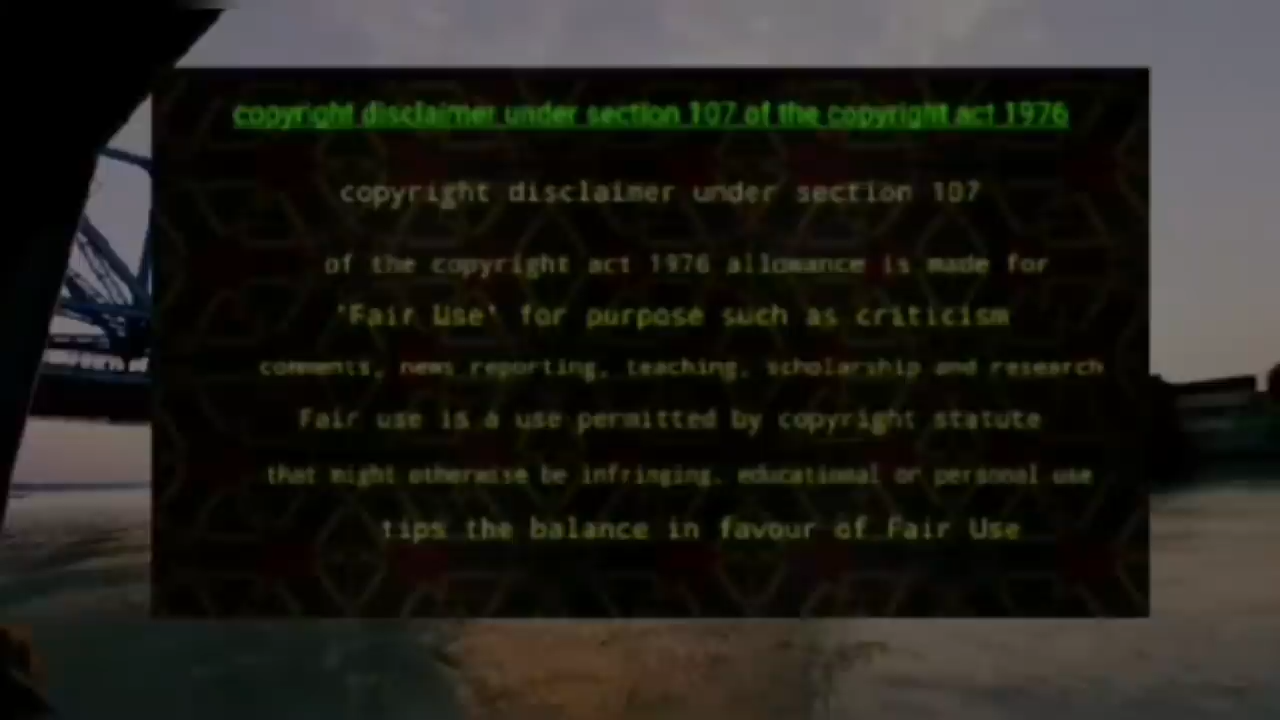 copyright disclaimer under section 107 of the copyright act 1976
copyright disclaimer under section 107
of the copyright act 1976 allowance is made for
'Fair Use' for purpose such as criticism
comments, news reporting, teaching, scholarship and research
Fair use is a use permitted by copyright statute
that might otherwise be infringing. educational or personal use
tips the balance in favour of Fair Use